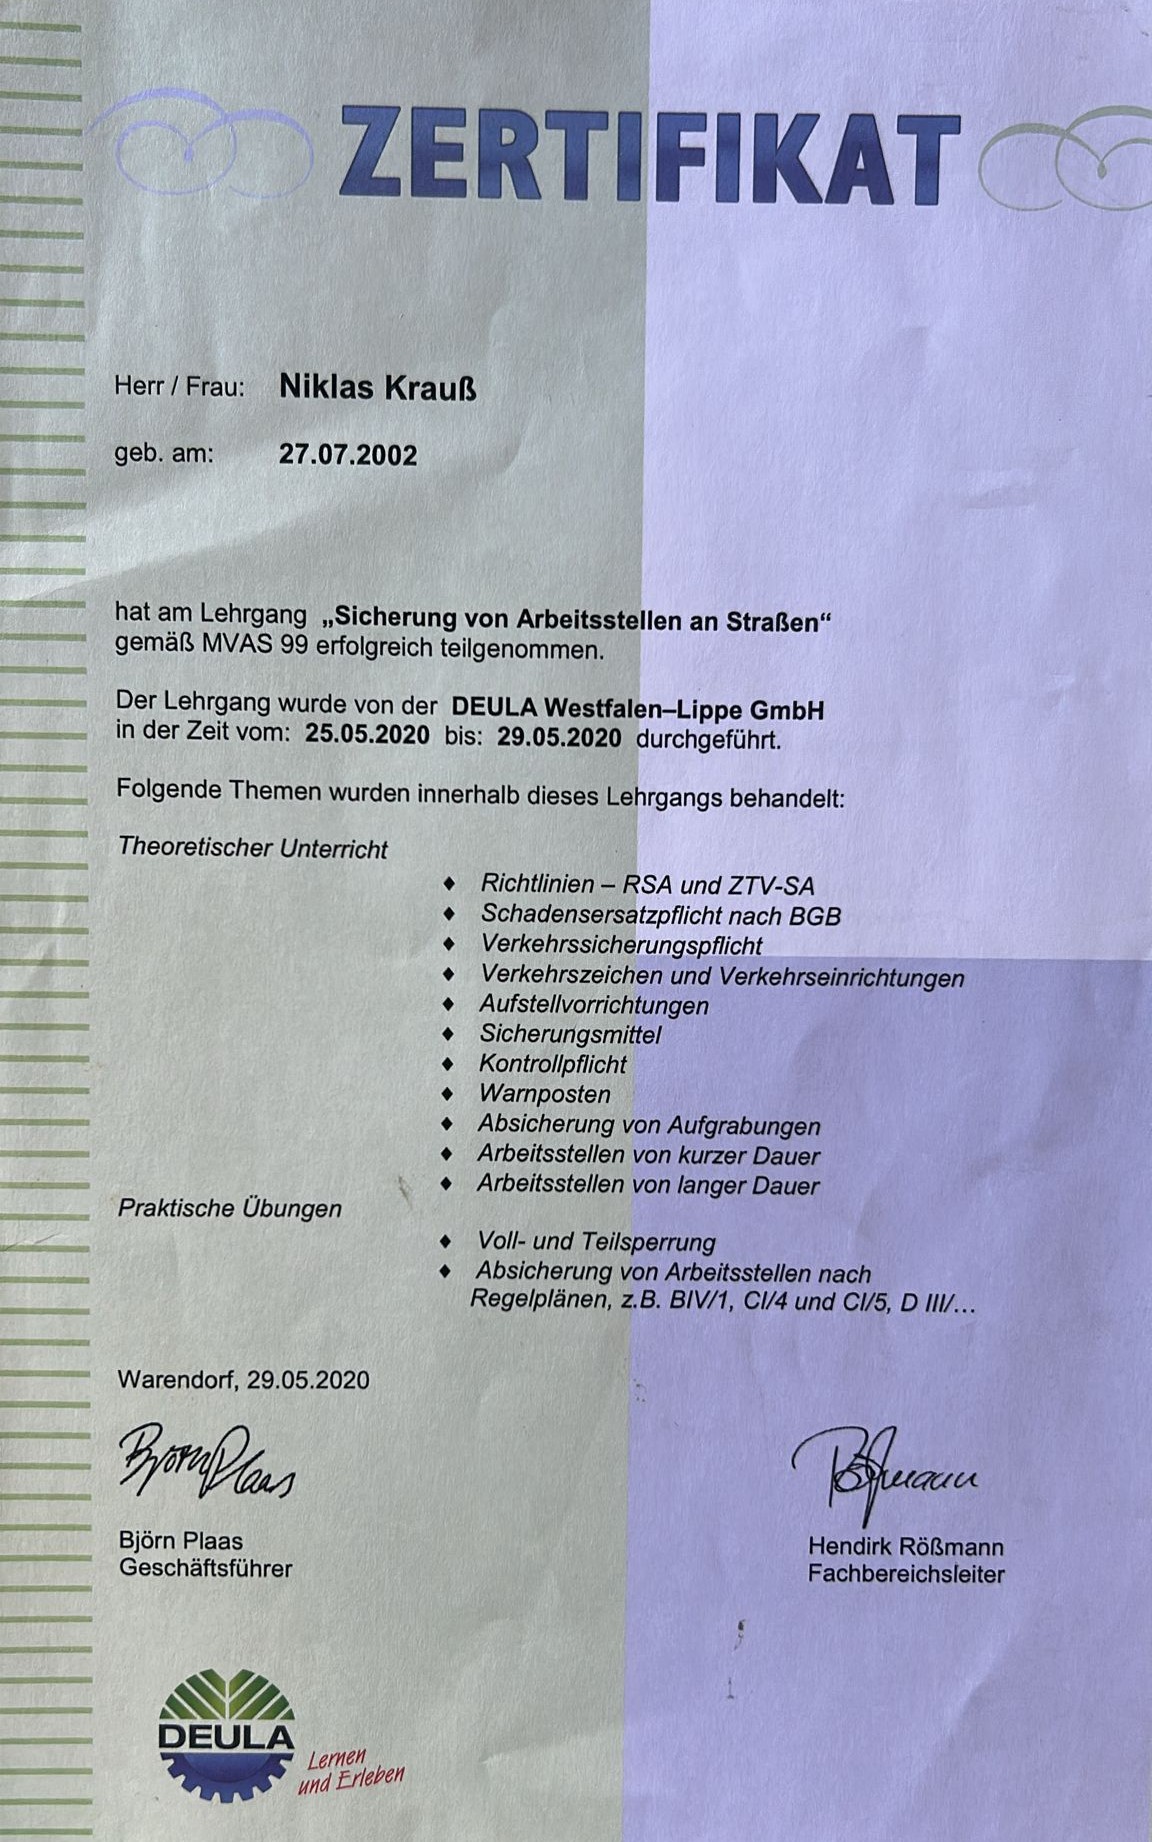 ZERTIFIKAT
Herr / Frau: Niklas Krauß
geb. am: 27.07.2002
hat am Lehrgang „Sicherung von Arbeitsstellen an Straßen“
gemäß MVAS 99 erfolgreich teilgenommen.
Der Lehrgang wurde von der DEULA Westfalen–Lippe GmbH
in der Zeit vom: 25.05.2020 bis: 29.05.2020 durchgeführt.
Folgende Themen wurden innerhalb dieses Lehrgangs behandelt:
Theoretischer Unterricht
♦ Richtlinien – RSA und ZTV-SA
♦ Schadensersatzpflicht nach BGB
♦ Verkehrssicherungspflicht
♦ Verkehrszeichen und Verkehrseinrichtungen
♦ Aufstellvorrichtungen
♦ Sicherungsmittel
♦ Kontrollpflicht
♦ Warnposten
♦ Absicherung von Aufgrabungen
♦ Arbeitsstellen von kurzer Dauer
♦ Arbeitsstellen von langer Dauer
Praktische Übungen
♦ Voll- und Teilsperrung
♦ Absicherung von Arbeitsstellen nach
Regelplänen, z.B. BIV/1, CI/4 und CI/5, D III/…
Warendorf, 29.05.2020
Björn Plaas
Björn Plaas
Geschäftsführer
Rößmann
Hendirk Rößmann
Fachbereichsleiter
DEULA
Lernen
und Erleben